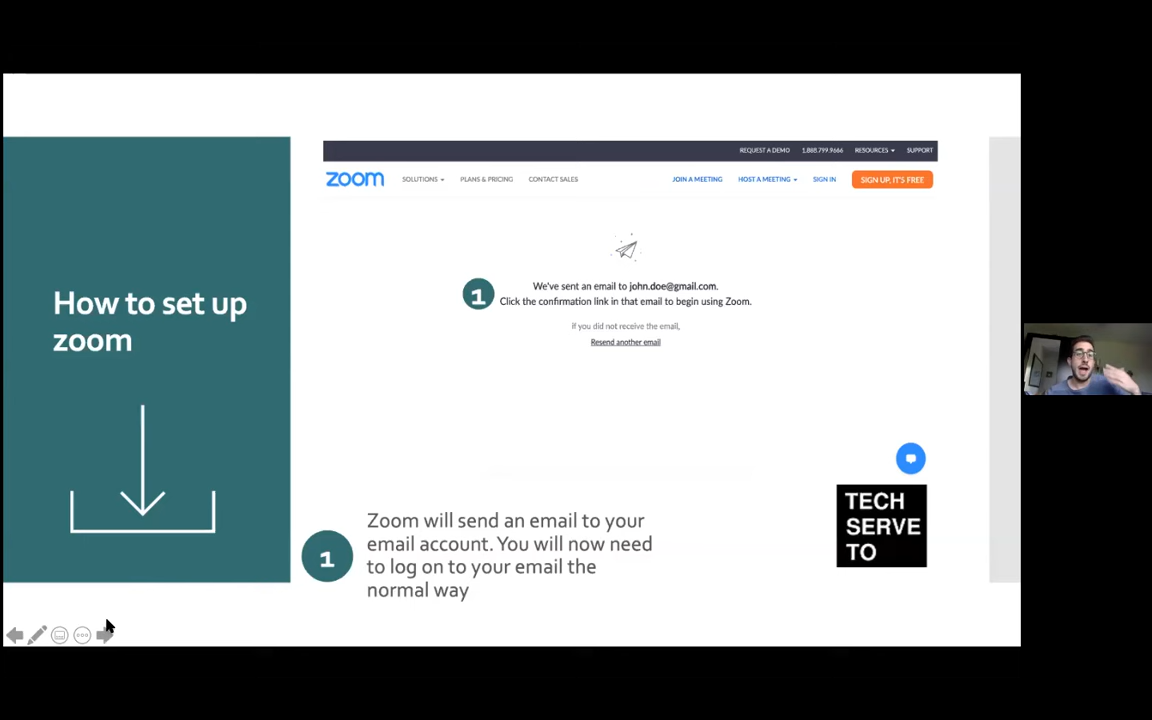 REQUEST A DEMO 1.888.799.9666 RESOURCES SUPPORT
zoom SOLUTIONS PLANS & PRICING CONTACT SALES JOIN A MEETING HOST A MEETING SIGN IN SIGN UP, IT'S FREE
How to set up
zoom
1
We've sent an email to john.doe@gmail.com.
Click the confirmation link in that email to begin using Zoom.
If you did not receive the email,
Resend another email
1
Zoom will send an email to your
email account. You will now need
to log on to your email the
normal way
TECH
SERVE
TO